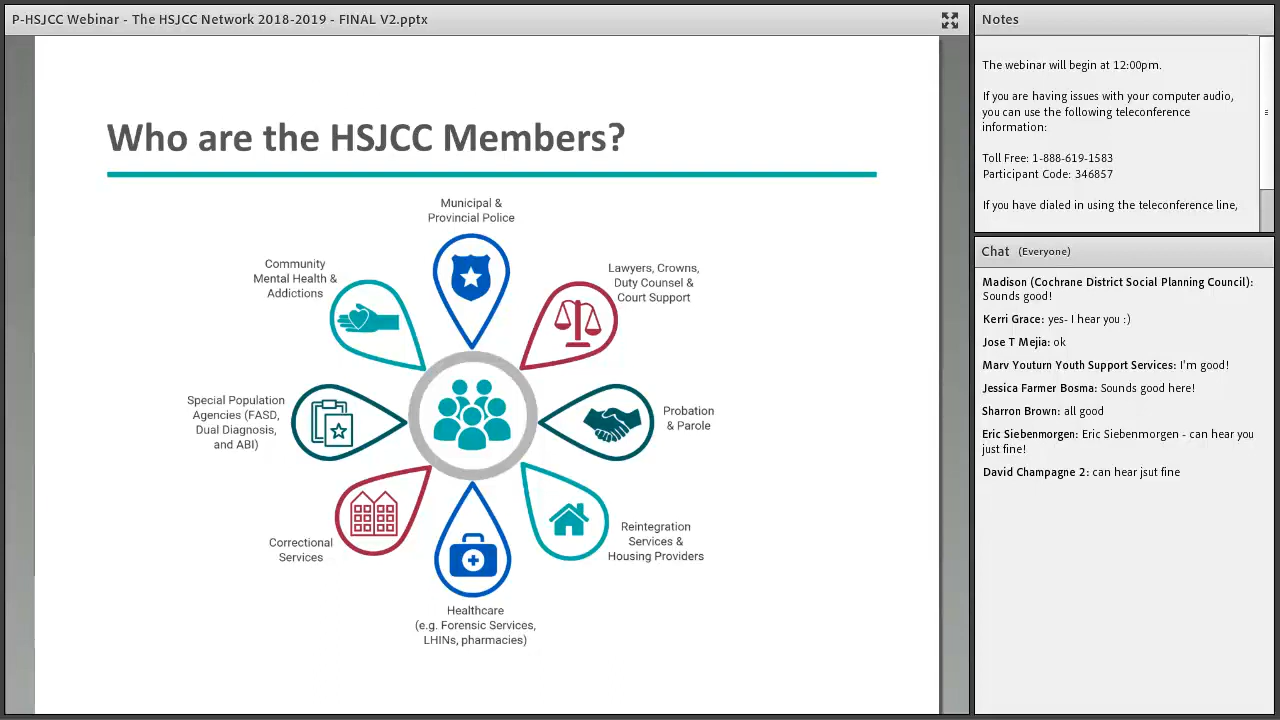 P-HSJCC Webinar - The HSJCC Network 2018-2019 - FINAL V2.pptx
Who are the HSJCC Members?
Municipal &
Provincial Police
Lawyers, Crowns,
Duty Counsel &
Court Support
Probation
& Parole
Reintegration
Services &
Housing Providers
Healthcare
(e.g. Forensic Services,
LHINs, pharmacies)
Correctional
Services
Special Population
Agencies (FASD,
Dual Diagnosis,
and ABI)
Community
Mental Health &
Addictions
Notes
The webinar will begin at 12:00pm.
If you are having issues with your computer audio,
you can use the following teleconference
information:
Toll Free: 1-888-619-1583
Participant Code: 346857
If you have dialed in using the teleconference line,
Chat (Everyone)
Madison (Cochrane District Social Planning Council):
Sounds good!
Kerri Grace: yes- I hear you :)
Jose T Mejia: ok
Marv Youturn Youth Support Services: I'm good!
Jessica Farmer Bosma: Sounds good here!
Sharron Brown: all good
Eric Siebenmorgen: Eric Siebenmorgen - can hear you
just fine!
David Champagne 2: can hear jsut fine